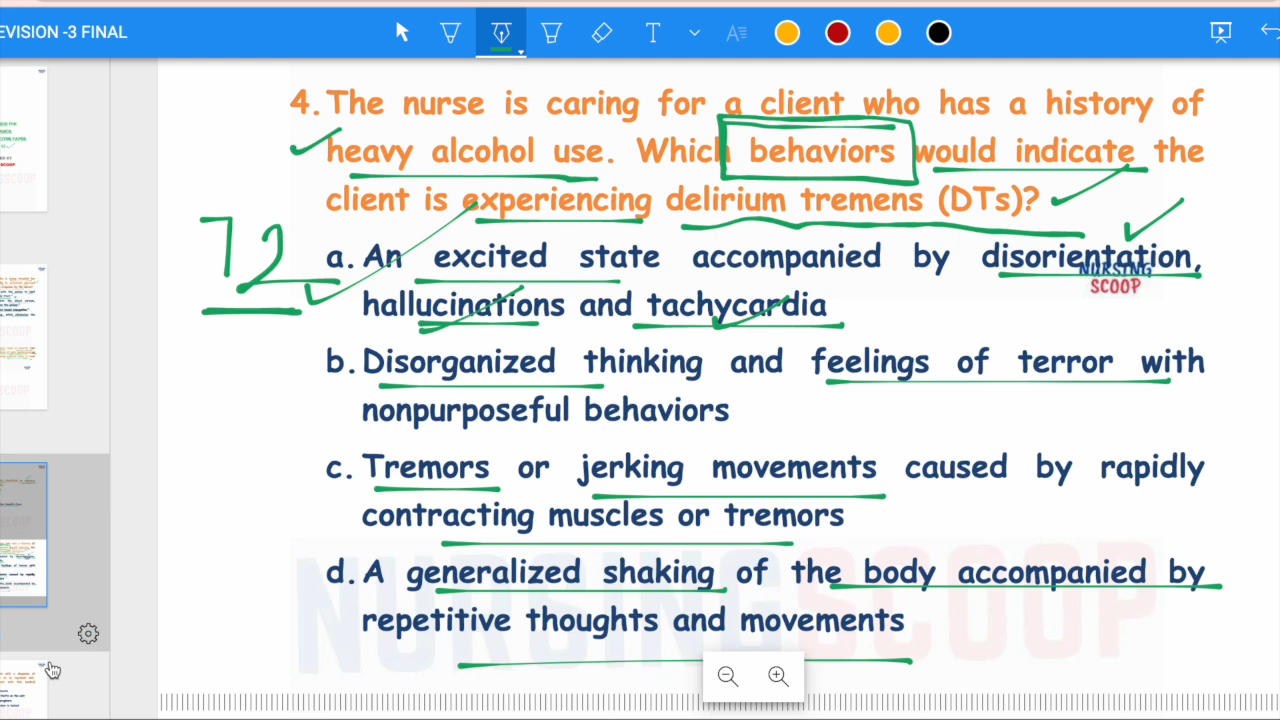 EVISION -3 FINAL
4. The nurse is caring for a client who has a history of
heavy alcohol use. Which behaviors would indicate the
client is experiencing delirium tremens (DTs)?
72
a. An excited state accompanied by disorientation,
hallucinations and tachycardia
NURSING
SCOOP
b. Disorganized thinking and feelings of terror with
nonpurposeful behaviors
c. Tremors or jerking movements caused by rapidly
contracting muscles or tremors
d. A generalized shaking of the body accompanied by
repetitive thoughts and movements
NURSING SCOOP